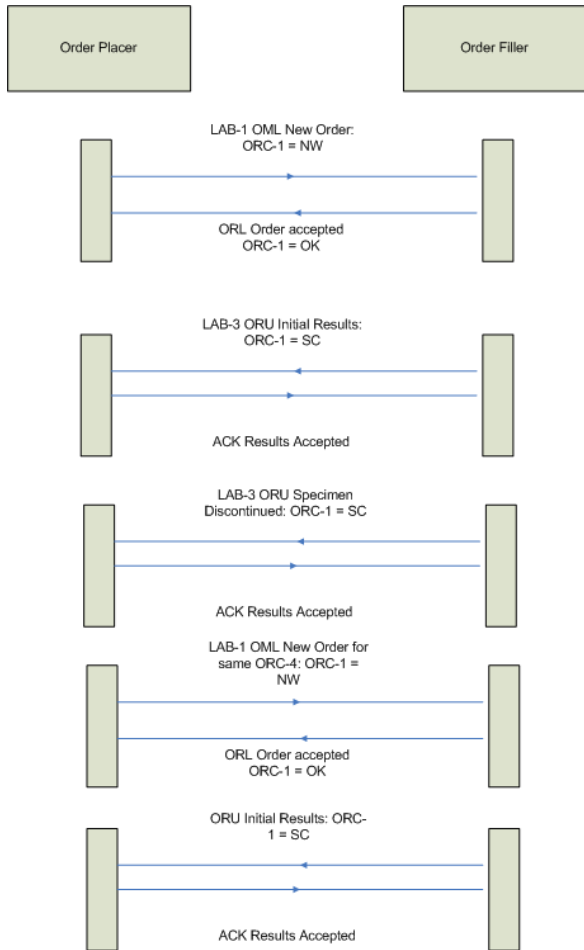 Order Placer
Order Filler
LAB-1 OML New Order:
ORC-1 = NW
ORL Order accepted
ORC-1 = OK
LAB-3 ORU Initial Results:
ORC-1 = SC
ACK Results Accepted
LAB-3 ORU Specimen
Discontinued: ORC-1 = SC
ACK Results Accepted
LAB-1 OML New Order for
same ORC-4: ORC-1 =
NW
ORL Order accepted
ORC-1 = OK
ORU Initial Results: ORC-
1 = SC
ACK Results Accepted